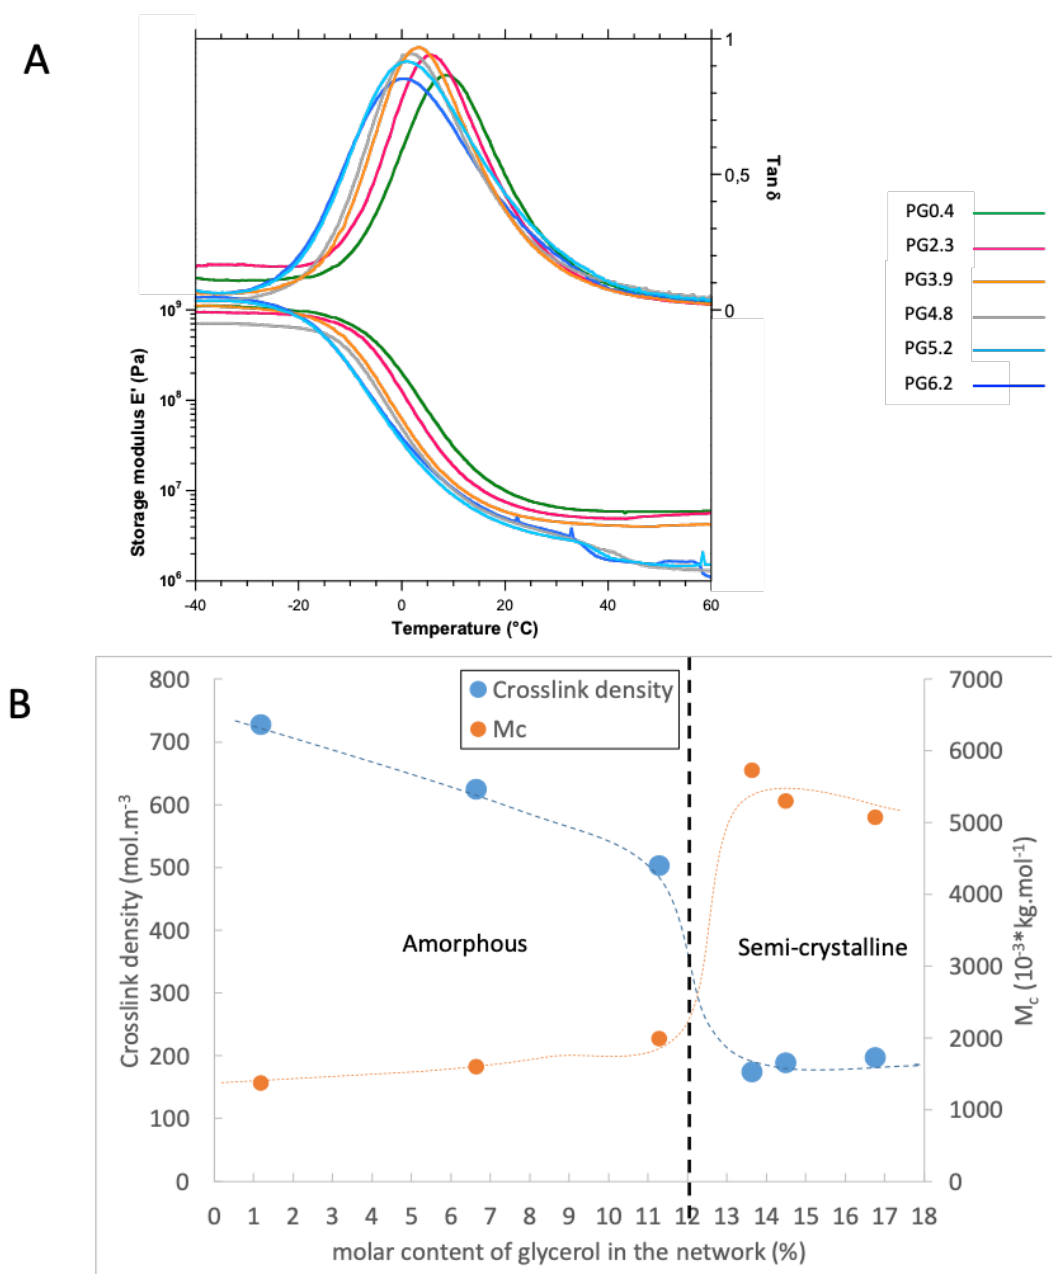 A
1
0,5
0
Tan δ
10⁹
10⁸
10⁷
10⁶
Storage modulus E' (Pa)
-40 -20 0 20 40 60
Temperature (°C)
PG0.4
PG2.3
PG3.9
PG4.8
PG5.2
PG6.2
B
Crosslink density
Mc
800
700
600
500
400
300
200
100
0
Crosslink density (mol.m⁻³)
Amorphous
Semi-crystalline
7000
6000
5000
4000
3000
2000
1000
0
M꜀ (10⁻³*kg.mol⁻¹)
0 1 2 3 4 5 6 7 8 9 10 11 12 13 14 15 16 17 18
molar content of glycerol in the network (%)